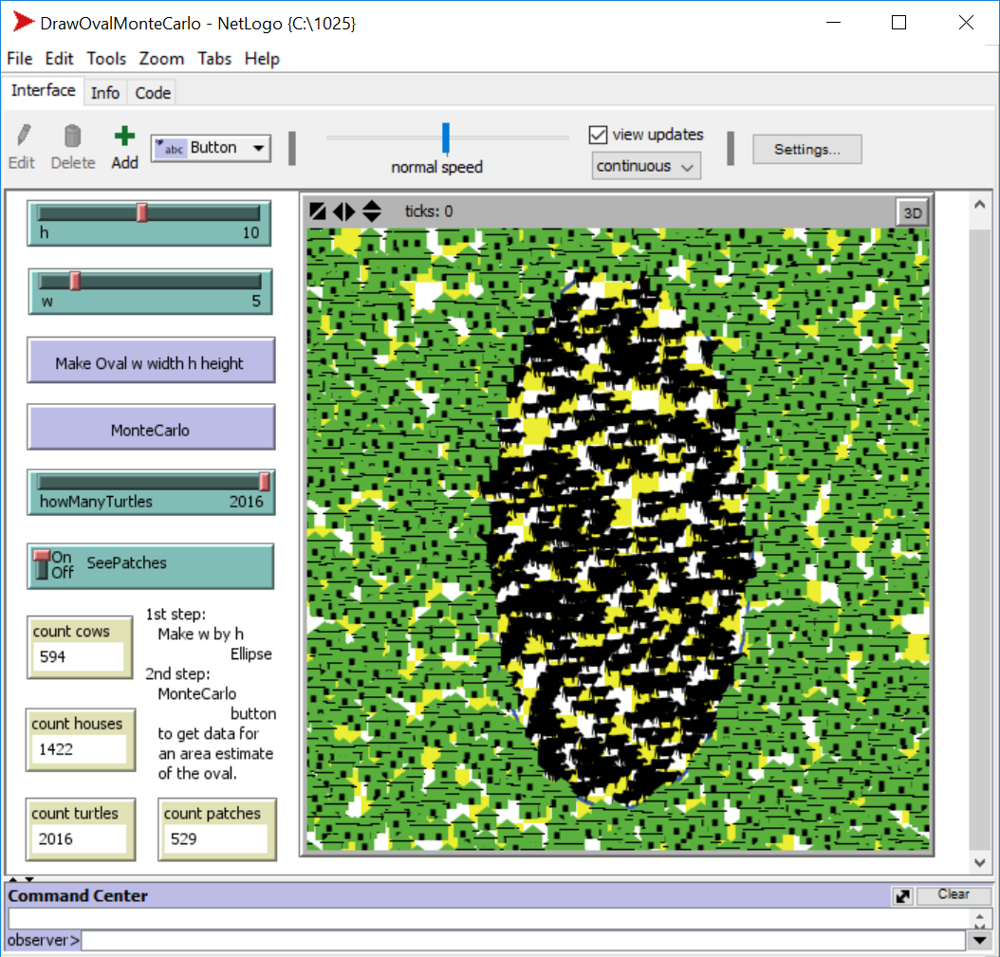 DrawOvalMonteCarlo - NetLogo {C:\1025}
File Edit Tools Zoom Tabs Help
Interface Info Code
Edit Delete Add abc Button normal speed view updates continuous Settings...
ticks: 0 3D
h 10
w 5
Make Oval w width h height
MonteCarlo
howManyTurtles 2016
On
Off
SeePatches
count cows
594
count houses
1422
1st step:
Make w by h
Ellipse
2nd step:
MonteCarlo
button
to get data for
an area estimate
of the oval.
count turtles
2016
count patches
529
Command Center Clear
observer>